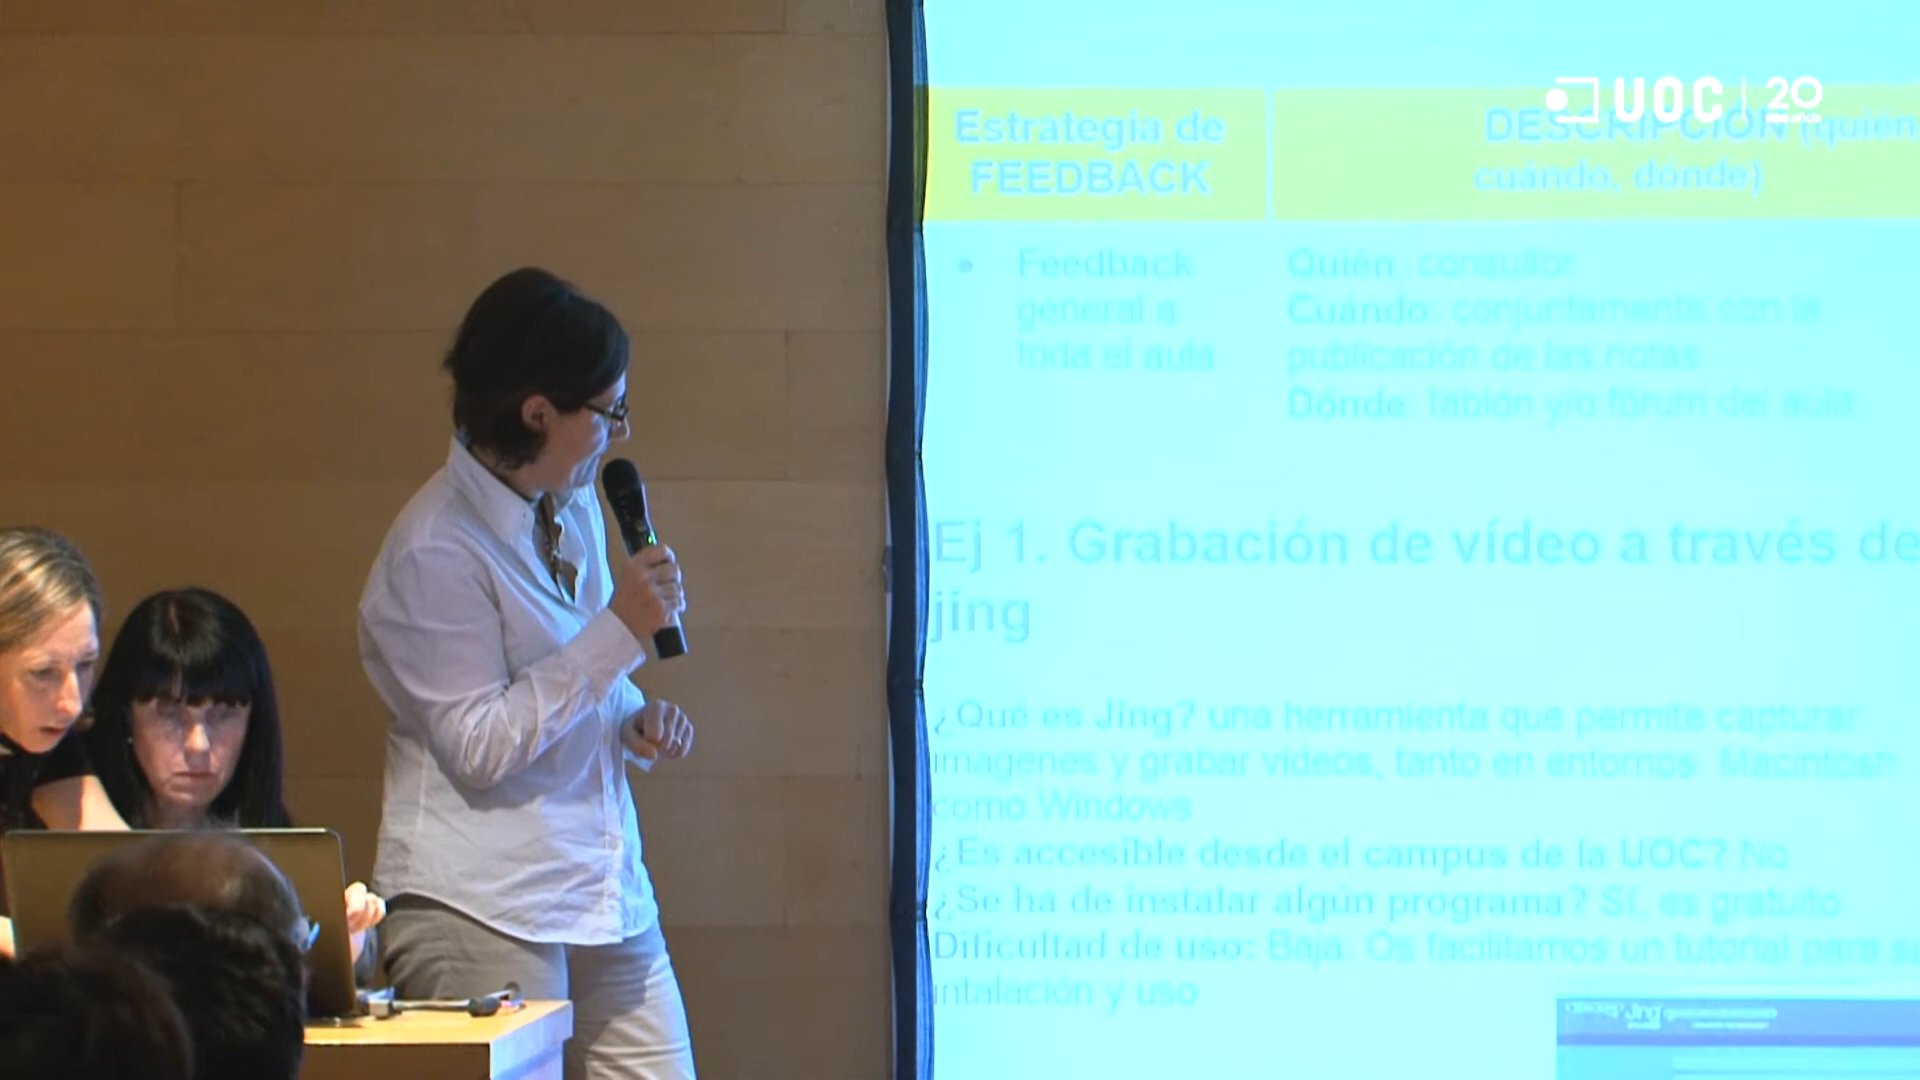 UOC 20
Estrategia de
FEEDBACK
DESCRIPCIÓN (quién
cuándo, dónde)
• Feedback
general a
toda el aula
Quién: consultor
Cuándo: conjuntamente con la
publicación de las notas
Dónde: tablón y/o fórum del aula
Ej 1. Grabación de vídeo a través de
jing
¿Qué es Jing? una herramienta que permite capturar
imagenes y grabar videos, tanto en entornos Macintosh
como Windows
¿Es accesible desde el campus de la UOC? No
¿Se ha de instalar algún programa? Sí, es gratuito
Dificultad de uso: Baja. Os facilitamos un tutorial para su
intalación y uso
Jing